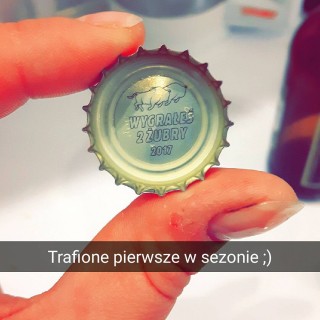 WYGRAŁEŚ
2 ŻUBRY
2017
Trafione pierwsze w sezonie ;)